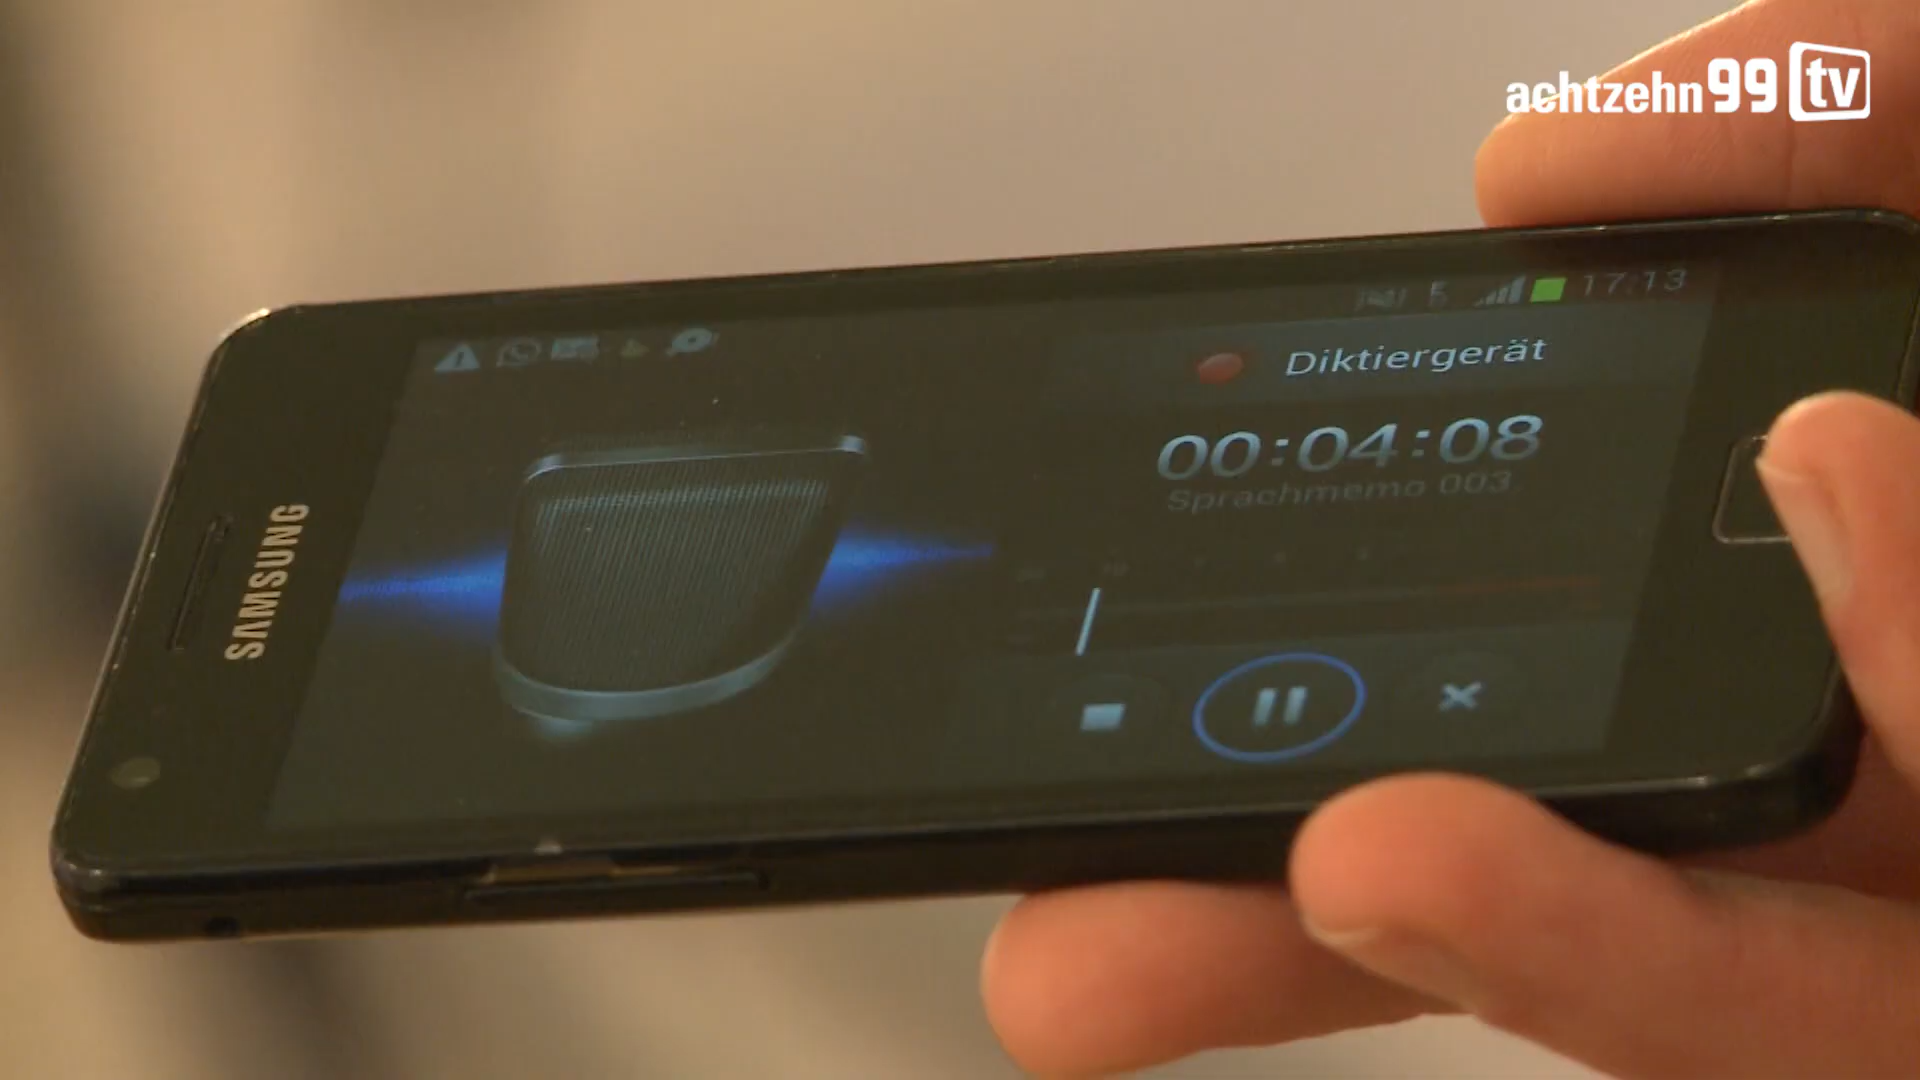 achtzehn99 tv
17:13
Diktiergerät
00:04:08
Sprachmemo 003
SAMSUNG